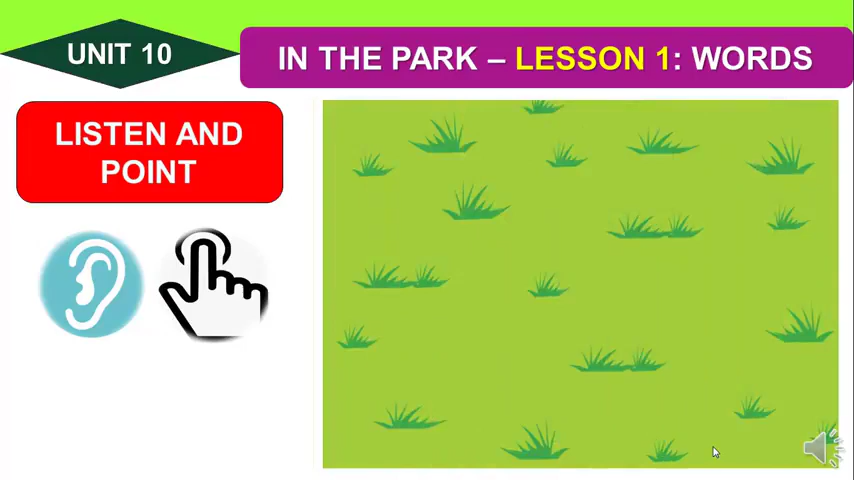 UNIT 10
IN THE PARK – LESSON 1: WORDS
LISTEN AND
POINT